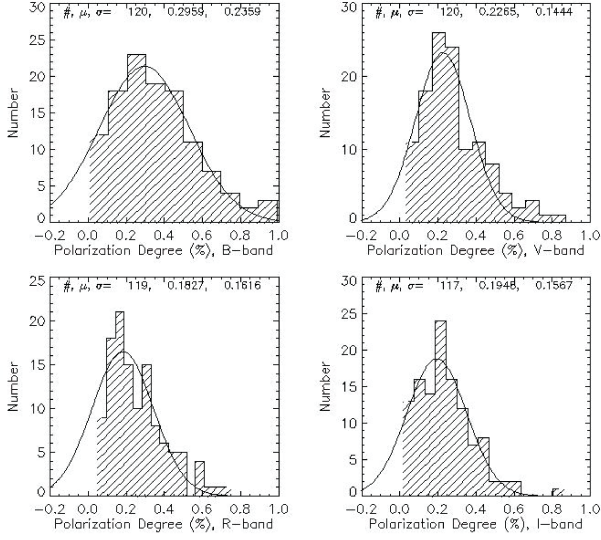 #, μ, σ= 120, 0.2959, 0.2359
30
20
15
10
5
0
Number
-0.2 0.0 0.2 0.4 0.6 0.8 1.0
Polarization Degree (%), B-band
#, μ, σ= 120, 0.2265, 0.1444
30
25
20
15
10
5
0
Number
-0.2 0.0 0.2 0.4 0.6 0.8 1.0
Polarization Degree (%), V-band
#, μ, σ= 119, 0.1827, 0.1616
25
20
15
10
5
0
Number
-0.2 0.0 0.2 0.4 0.6 0.8 1.0
Polarization Degree (%), R-band
#, μ, σ= 117, 0.1948, 0.1567
30
25
20
15
10
5
0
Number
-0.2 0.0 0.2 0.4 0.6 0.8 1.0
Polarization Degree (%), I-band